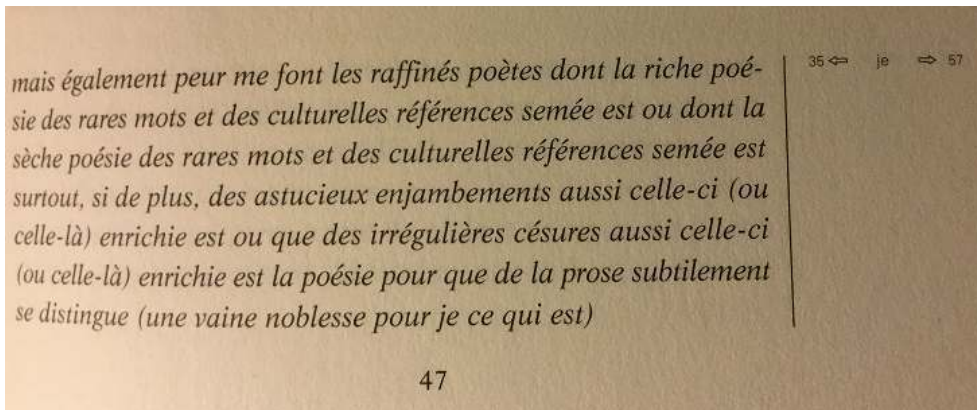 mais également peur me font les raffinés poètes dont la riche poé-
sie des rares mots et des culturelles références semée est ou dont la
sèche poésie des rares mots et des culturelles références semée est
surtout, si de plus, des astucieux enjambements aussi celle-ci (ou
celle-là) enrichie est ou que des irrégulières césures aussi celle-ci
(ou celle-là) enrichie est la poésie pour que de la prose subtilement
se distingue (une vaine noblesse pour je ce qui est)
35 ⇦ je ⇨ 57
47